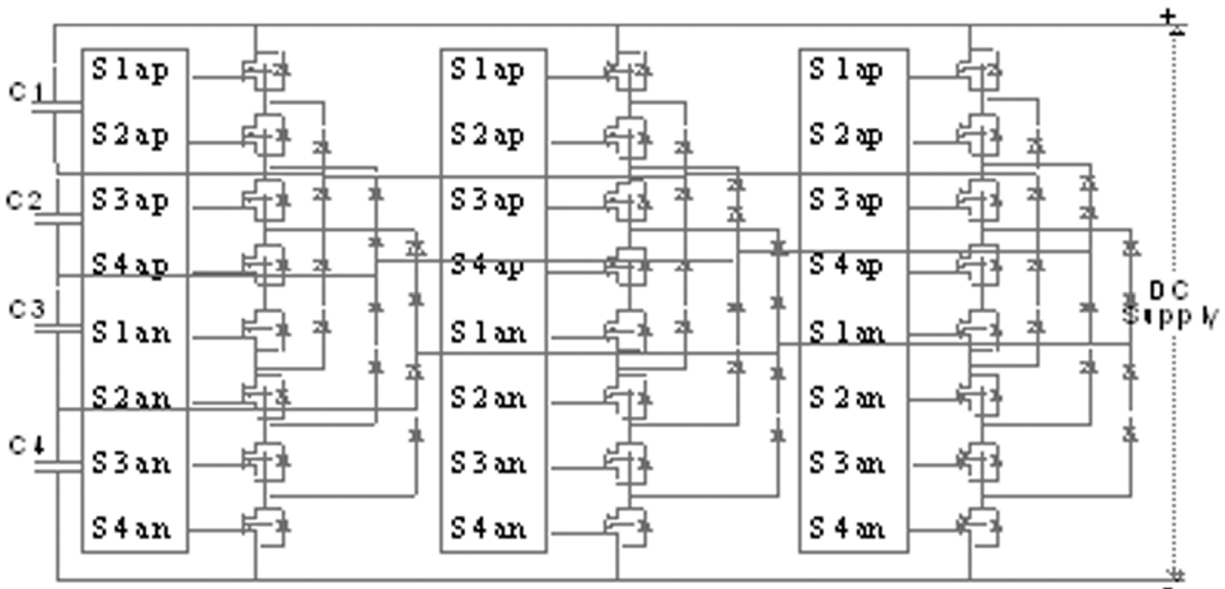 +
S1ap S1ap S1ap
C1
S2ap S2ap S2ap
C2
S3ap S3ap S3ap
S4ap S4ap S4ap
DC
C3
Supply
S1an S1an S1an
S2an S2an S2an
C4
S3an S3an S3an
S4an S4an S4an
-